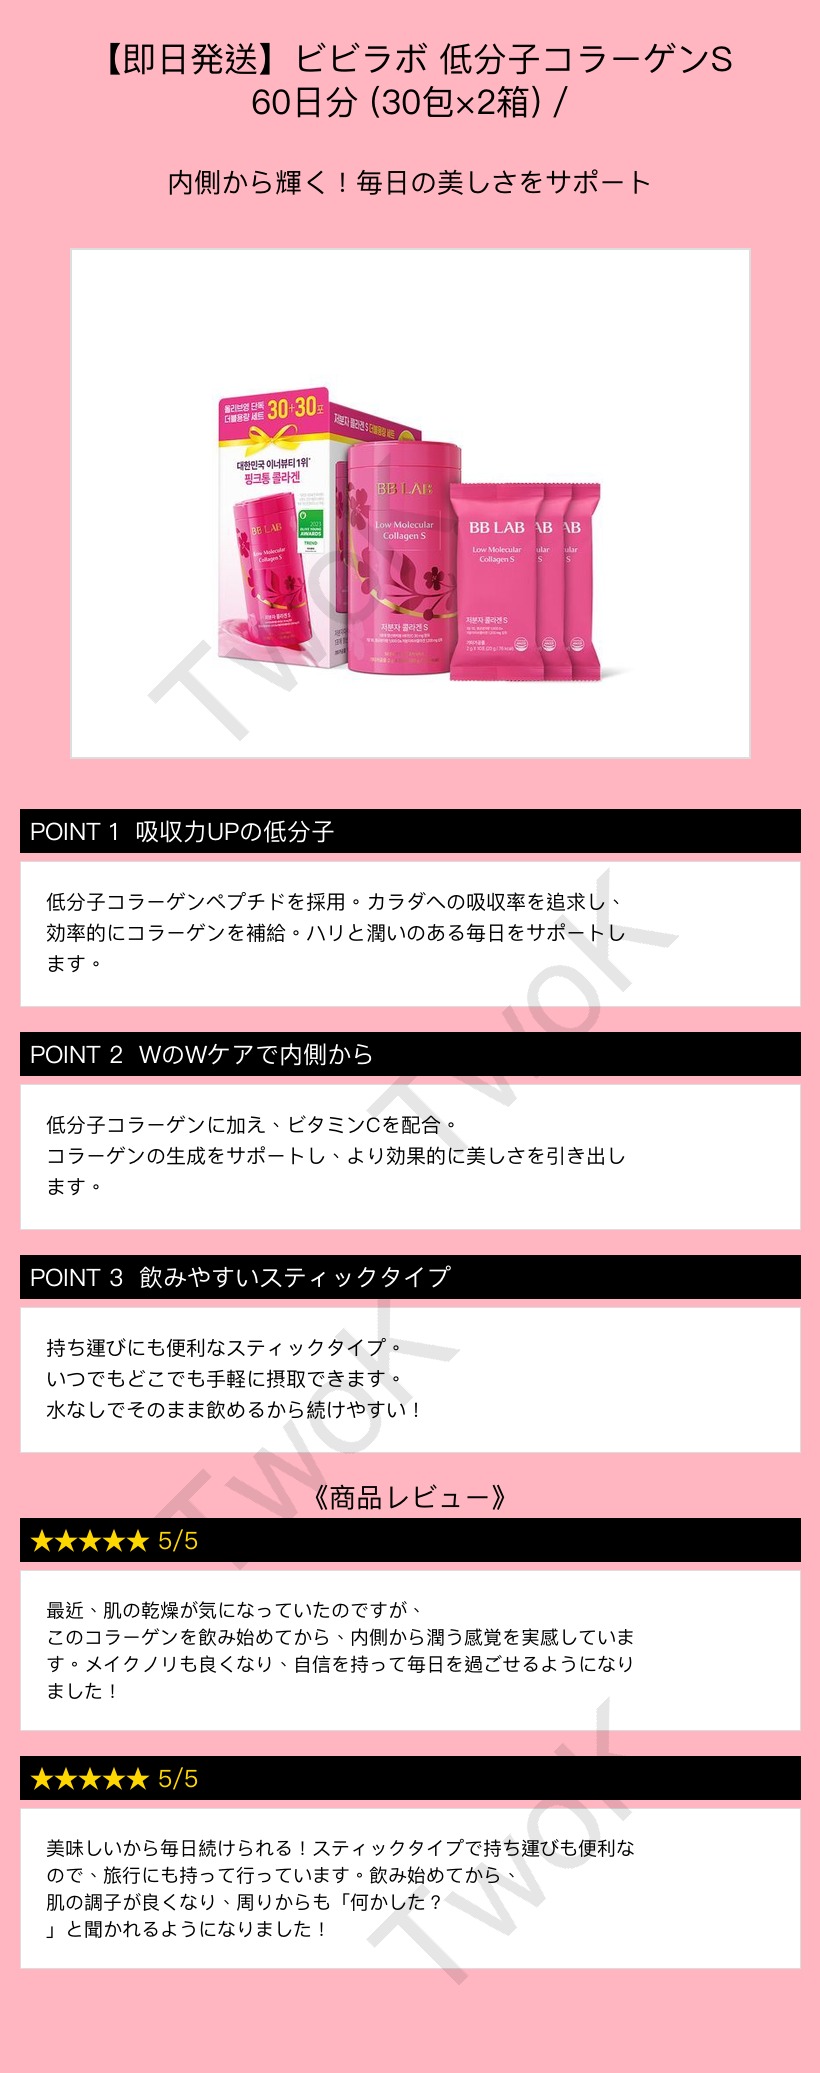 【即日発送】ビビラボ 低分子コラーゲンS
60日分 (30包×2箱) /
内側から輝く！毎日の美しさをサポート
올리브영 단독
더블용량 세트
30+30포
저분자 콜라겐 S 더블용량 세트
대한민국 이너뷰티 1위*
핑크통 콜라겐
BB LAB
Low Molecular
Collagen S
2023
AWARDS
TREND
저분자 콜라겐 S
BB LAB
Low Molecular
Collagen S
저분자 콜라겐 S
BB LAB
Low Molecular
Collagen S
저분자 콜라겐 S
AB
ular
S
AB
ular
S
TwoK
POINT 1 吸収力UPの低分子
低分子コラーゲンペプチドを採用。カラダへの吸収率を追求し、
効率的にコラーゲンを補給。ハリと潤いのある毎日をサポートし
ます。
TwoK
POINT 2 WのWケアで内側から
低分子コラーゲンに加え、ビタミンCを配合。
コラーゲンの生成をサポートし、より効果的に美しさを引き出し
ます。
POINT 3 飲みやすいスティックタイプ
持ち運びにも便利なスティックタイプ。
いつでもどこでも手軽に摂取できます。
水なしでそのまま飲めるから続けやすい！
TwoK
《商品レビュー》
★★★★★ 5/5
最近、肌の乾燥が気になっていたのですが、
このコラーゲンを飲み始めてから、内側から潤う感覚を実感していま
す。メイクノリも良くなり、自信を持って毎日を過ごせるようになり
ました！
★★★★★ 5/5
美味しいから毎日続けられる！スティックタイプで持ち運びも便利な
ので、旅行にも持って行っています。飲み始めてから、
肌の調子が良くなり、周りからも「何かした？
」と聞かれるようになりました！
TwoK